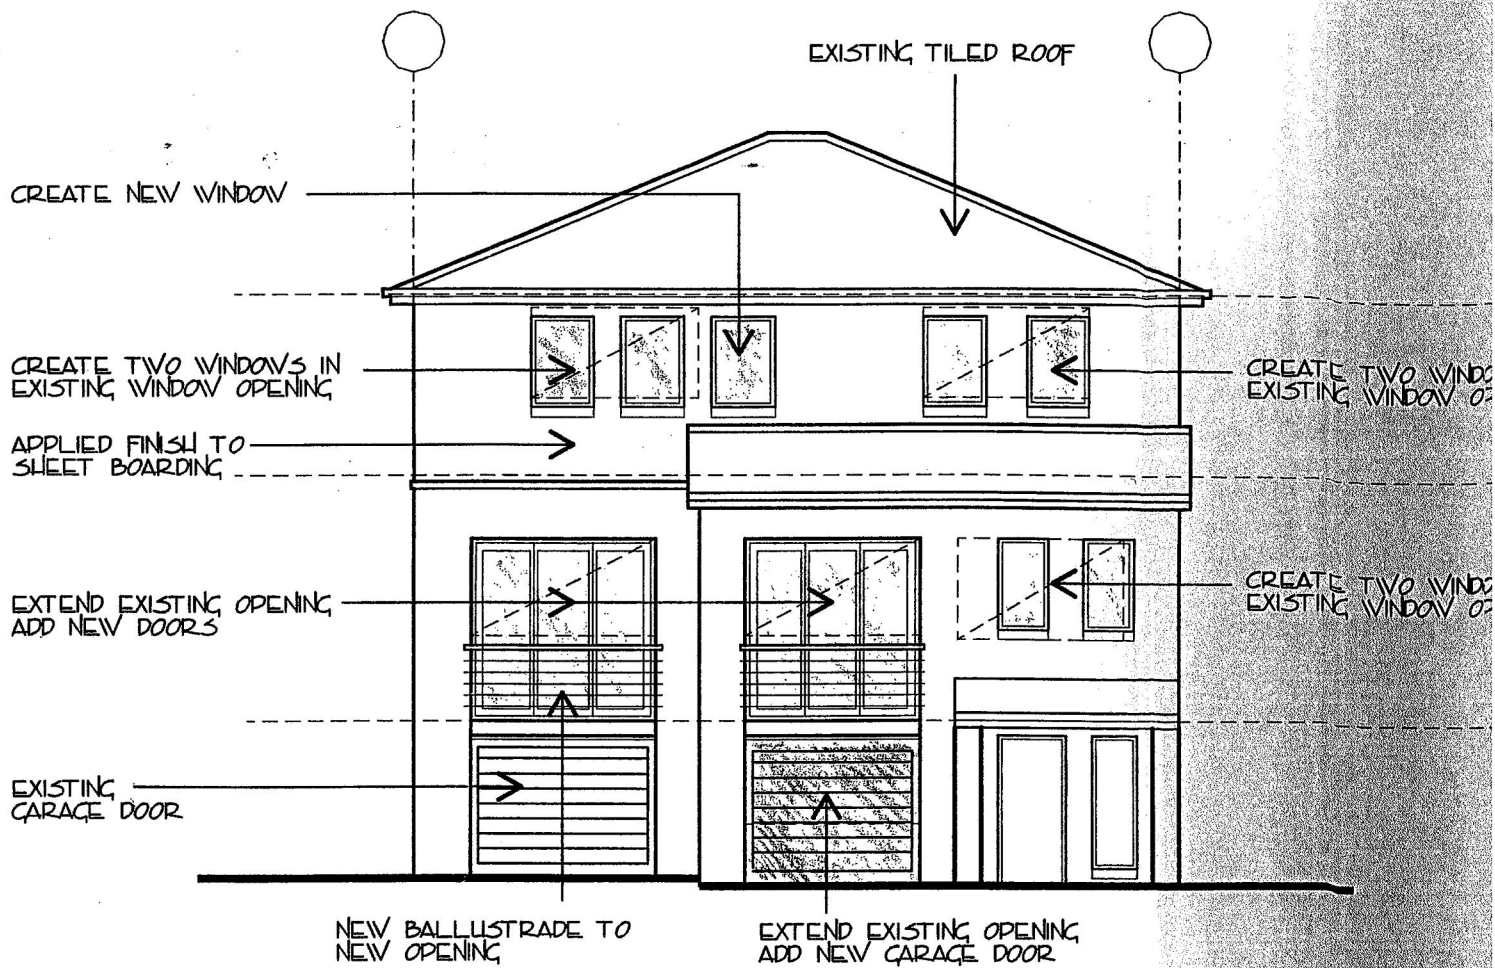 EXISTING TILED ROOF
CREATE NEW WINDOW
CREATE TWO WINDOWS IN
EXISTING WINDOW OPENING
CREATE TWO
EXISTING WINDOW
APPLIED FINISH TO
SHEET BOARDING
EXTEND EXISTING OPENING
ADD NEW DOORS
CREATE TWO
EXISTING WINDOW
EXISTING
GARAGE DOOR
NEW BALLUSTRADE TO
NEW OPENING
EXTEND EXISTING OPENING
ADD NEW GARAGE DOOR